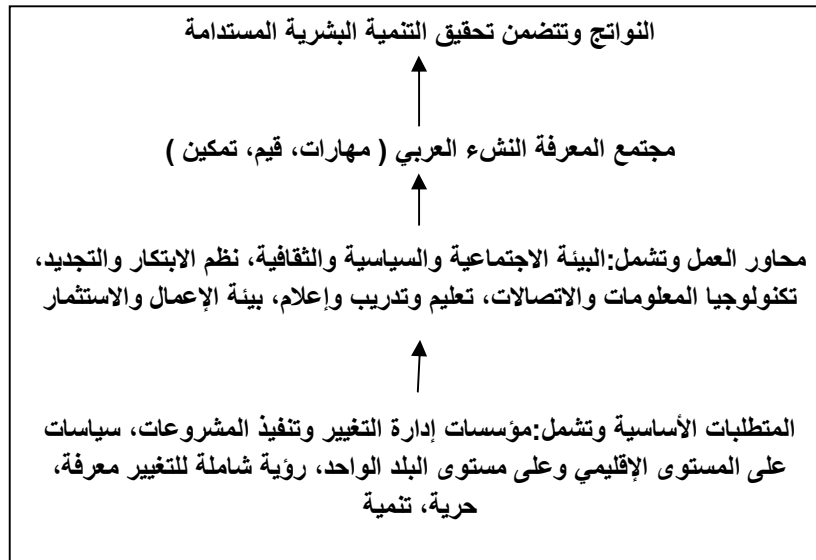 النواتج وتتضمن تحقيق التنمية البشرية المستدامة
مجتمع المعرفة النشء العربي ( مهارات، قيم، تمكين )
محاور العمل وتشمل:البيئة الاجتماعية والسياسية والثقافية، نظم الابتكار والتجديد،
تكنولوجيا المعلومات والاتصالات، تعليم وتدريب وإعلام، بيئة الإعمال والاستثمار
المتطلبات الأساسية وتشمل:مؤسسات إدارة التغيير وتنفيذ المشروعات، سياسات
على المستوى الإقليمي وعلى مستوى البلد الواحد، رؤية شاملة للتغيير معرفة،
حرية، تنمية